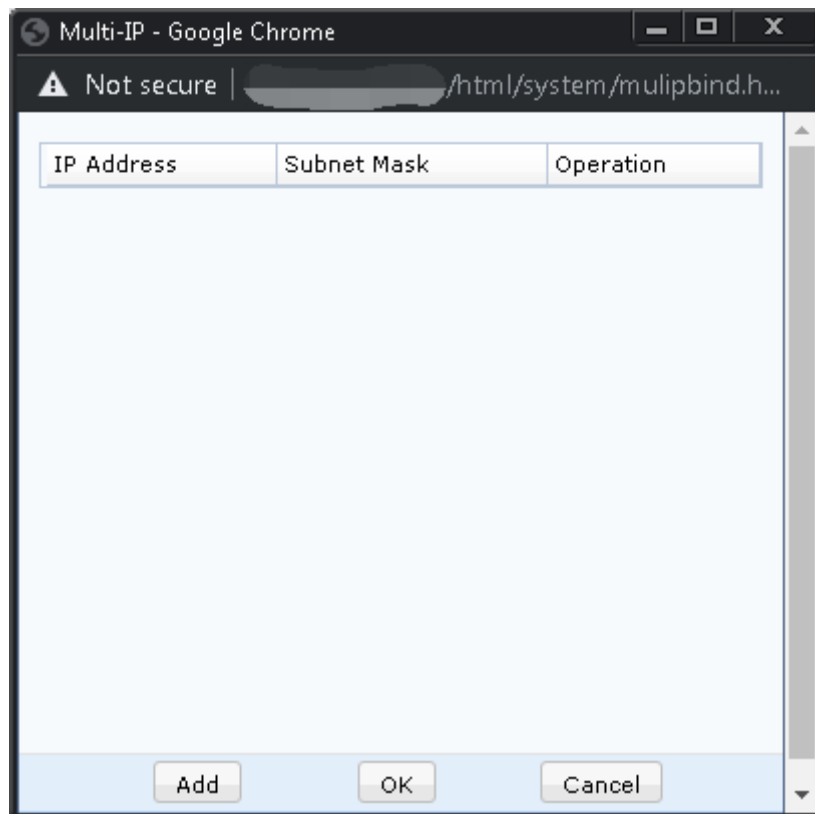 Multi-IP - Google Chrome
Not secure | /html/system/mulipbind.h...
IP Address Subnet Mask Operation
Add OK Cancel